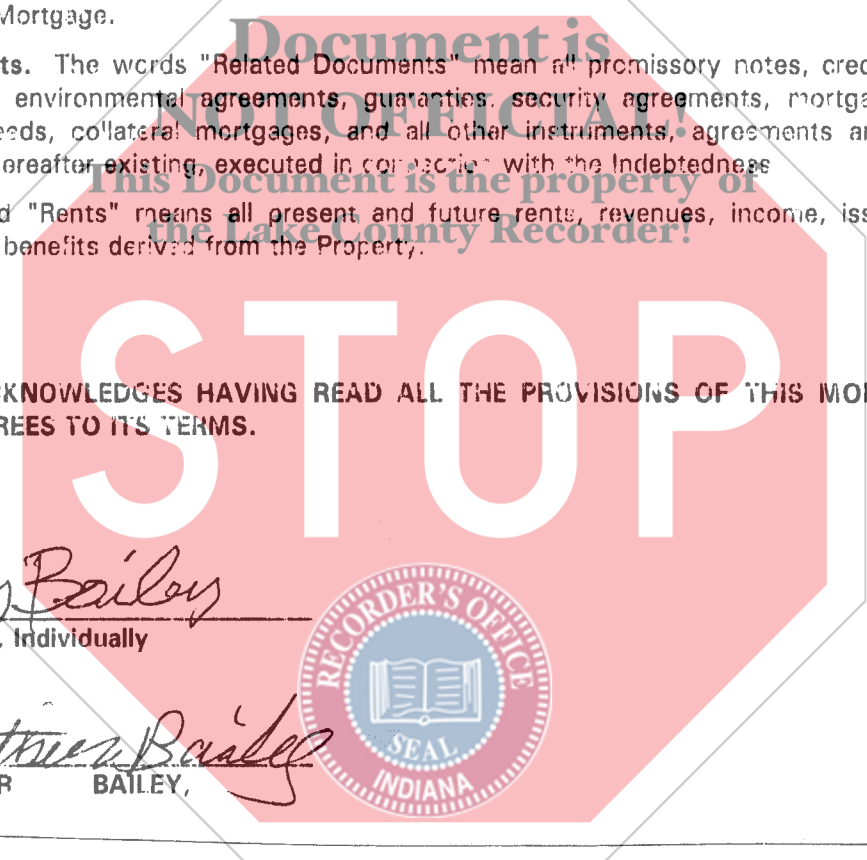 Mortgage.
Document is
ts. The words "Related Documents" mean all promissory notes, cred
environmental agreements, guaranties, security agreements, mortga
NOT OFFICIAL!
eeds, collateral mortgages, and all other instruments, agreements an
ereafter existing, executed in connection with the Indebtedness
This Document is the property of
d "Rents" means all present and future rents, revenues, income, iss
the Lake County Recorder!
benefits derived from the Property.
STOP
CKNOWLEDGES HAVING READ ALL THE PROVISIONS OF THIS MOR
REES TO ITS TERMS.
Bailey
, Individually
RECORDER'S OFFICE
SEAL
INDIANA
Bailey
R BAILEY,